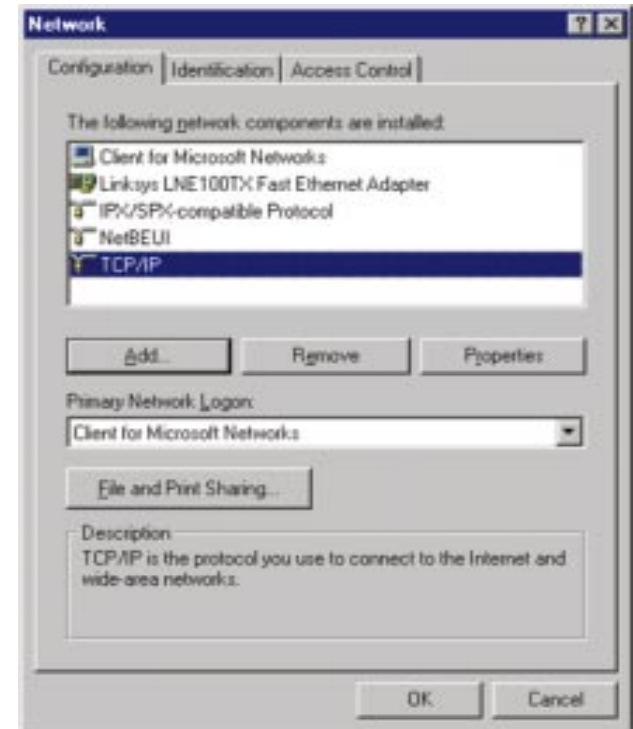 Network
Configuration Identification Access Control
The following network components are installed:
Client for Microsoft Networks
Linksys LNE100TX Fast Ethernet Adapter
IPX/SPX-compatible Protocol
NetBEUI
TCP/IP
Add... Remove Properties
Primary Network Logon:
Client for Microsoft Networks
File and Print Sharing...
Description
TCP/IP is the protocol you use to connect to the Internet and
wide-area networks.
OK Cancel